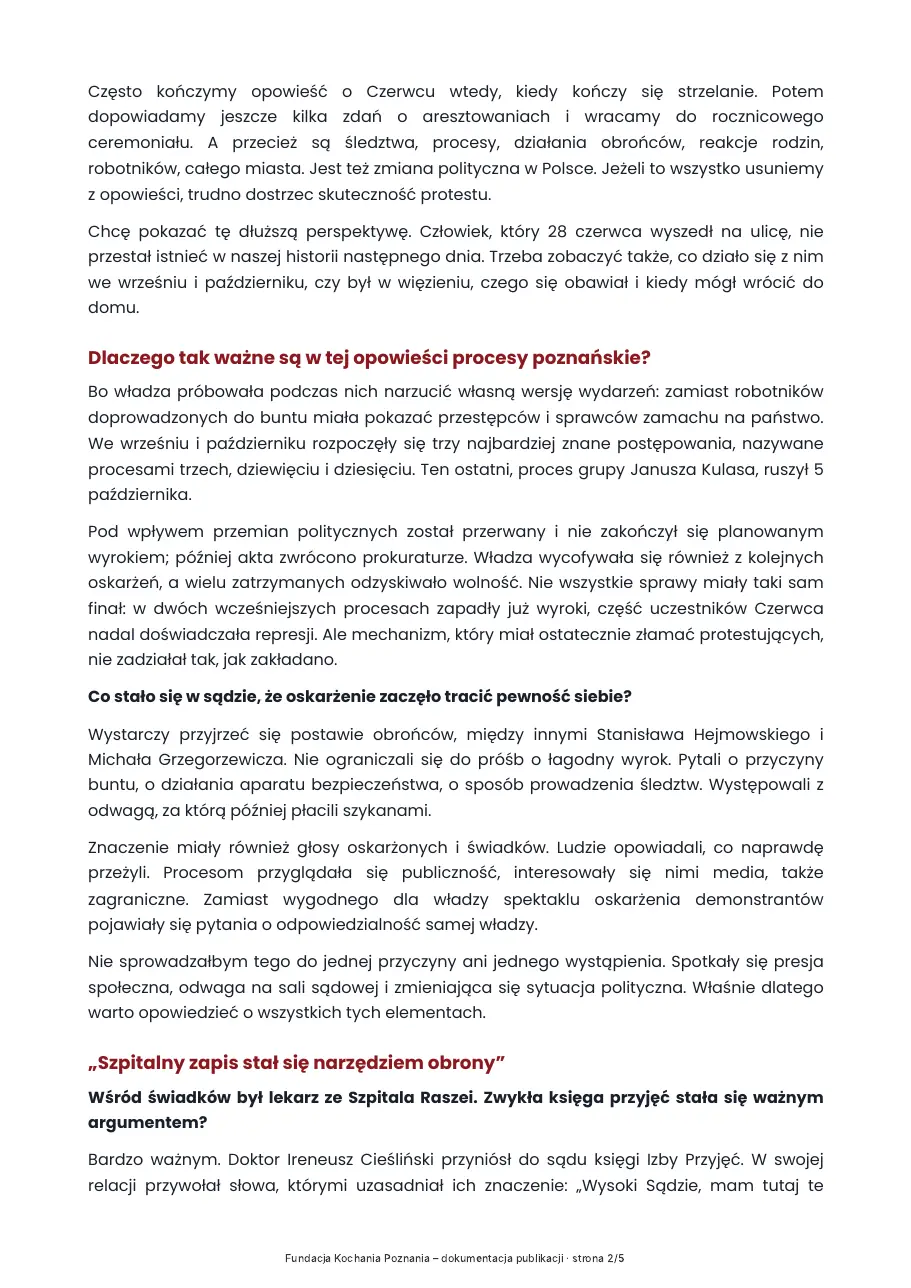 Często kończymy opowieść o Czerwcu wtedy, kiedy kończy się strzelanie. Potem
dopowiadamy jeszcze kilka zdań o aresztowaniach i wracamy do rocznicowego
ceremoniału. A przecież są śledztwa, procesy, działania obrońców, reakcje rodzin,
robotników, całego miasta. Jest też zmiana polityczna w Polsce. Jeżeli to wszystko usuniemy
z opowieści, trudno dostrzec skuteczność protestu.
Chcę pokazać tę dłuższą perspektywę. Człowiek, który 28 czerwca wyszedł na ulicę, nie
przestał istnieć w naszej historii następnego dnia. Trzeba zobaczyć także, co działo się z nim
we wrześniu i październiku, czy był w więzieniu, czego się obawiał i kiedy mógł wrócić do
domu.
Dlaczego tak ważne są w tej opowieści procesy poznańskie?
Bo władza próbowała podczas nich narzucić własną wersję wydarzeń: zamiast robotników
doprowadzonych do buntu miała pokazać przestępców i sprawców zamachu na państwo.
We wrześniu i październiku rozpoczęły się trzy najbardziej znane postępowania, nazywane
procesami trzech, dziewięciu i dziesięciu. Ten ostatni, proces grupy Janusza Kulasa, ruszył 5
października.
Pod wpływem przemian politycznych został przerwany i nie zakończył się planowanym
wyrokiem; później akta zwrócono prokuraturze. Władza wycofywała się również z kolejnych
oskarżeń, a wielu zatrzymanych odzyskiwało wolność. Nie wszystkie sprawy miały taki sam
finał: w dwóch wcześniejszych procesach zapadły już wyroki, część uczestników Czerwca
nadal doświadczała represji. Ale mechanizm, który miał ostatecznie złamać protestujących,
nie zadziałał tak, jak zakładano.
Co stało się w sądzie, że oskarżenie zaczęło tracić pewność siebie?
Wystarczy przyjrzeć się postawie obrońców, między innymi Stanisława Hejmowskiego i
Michała Grzegorzewicza. Nie ograniczali się do próśb o łagodny wyrok. Pytali o przyczyny
buntu, o działania aparatu bezpieczeństwa, o sposób prowadzenia śledztw. Występowali z
odwagą, za którą później płacili szykanami.
Znaczenie miały również głosy oskarżonych i świadków. Ludzie opowiadali, co naprawdę
przeżyli. Procesom przyglądała się publiczność, interesowały się nimi media, także
zagraniczne. Zamiast wygodnego dla władzy spektaklu oskarżenia demonstrantów
pojawiały się pytania o odpowiedzialność samej władzy.
Nie sprowadzałbym tego do jednej przyczyny ani jednego wystąpienia. Spotkały się presja
społeczna, odwaga na sali sądowej i zmieniająca się sytuacja polityczna. Właśnie dlatego
warto opowiedzieć o wszystkich tych elementach.
„Szpitalny zapis stał się narzędziem obrony”
Wśród świadków był lekarz ze Szpitala Raszei. Zwykła księga przyjęć stała się ważnym
argumentem?
Bardzo ważnym. Doktor Ireneusz Cieśliński przyniósł do sądu księgi Izby Przyjęć. W swojej
relacji przywołał słowa, którymi uzasadniał ich znaczenie: „Wysoki Sądzie, mam tutaj te
Fundacja Kochania Poznania – dokumentacja publikacji · strona 2/5